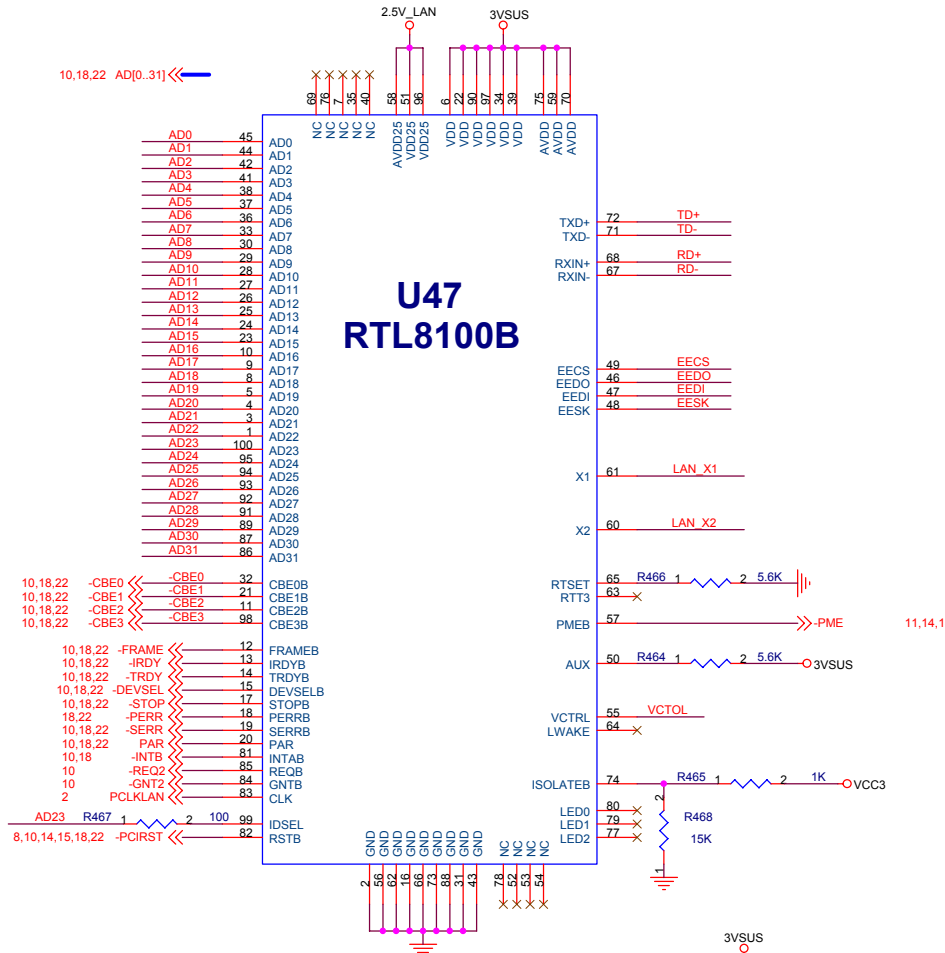 2.5V_LAN 3VSUS
10,18,22 AD[0..31]
69 76 7 35 40 58 51 96 6 22 90 97 34 39 75 59 70
NC NC NC NC NC AVDD25 VDD25 VDD25 VDD VDD VDD VDD VDD VDD AVDD AVDD AVDD
U47
RTL8100B
AD0 45 AD0
AD1 44 AD1
AD2 42 AD2
AD3 41 AD3
AD4 38 AD4
AD5 37 AD5
AD6 36 AD6
AD7 33 AD7
AD8 30 AD8
AD9 29 AD9
AD10 28 AD10
AD11 27 AD11
AD12 26 AD12
AD13 25 AD13
AD14 24 AD14
AD15 23 AD15
AD16 10 AD16
AD17 9 AD17
AD18 8 AD18
AD19 5 AD19
AD20 4 AD20
AD21 3 AD21
AD22 1 AD22
AD23 100 AD23
AD24 95 AD24
AD25 94 AD25
AD26 93 AD26
AD27 92 AD27
AD28 91 AD28
AD29 89 AD29
AD30 87 AD30
AD31 86 AD31
10,18,22 -CBE0 -CBE0 32 CBE0B
10,18,22 -CBE1 -CBE1 21 CBE1B
10,18,22 -CBE2 -CBE2 11 CBE2B
10,18,22 -CBE3 -CBE3 98 CBE3B
10,18,22 -FRAME 12 FRAMEB
10,18,22 -IRDY 13 IRDYB
10,18,22 -TRDY 14 TRDYB
10,18,22 -DEVSEL 15 DEVSELB
10,18,22 -STOP 17 STOPB
18,22 -PERR 18 PERRB
10,18,22 -SERR 19 SERRB
10,18,22 PAR 20 PAR
10,18 -INTB 81 INTAB
10 -REQ2 85 REQB
10 -GNT2 84 GNTB
2 PCLKLAN 83 CLK
AD23 R467 1 2 100 99 IDSEL
8,10,14,15,18,22 -PCIRST 82 RSTB
TXD+ 72 TD+
TXD- 71 TD-
RXIN+ 68 RD+
RXIN- 67 RD-
EECS 49 EECS
EEDO 46 EEDO
EEDI 47 EEDI
EESK 48 EESK
X1 61 LAN_X1
X2 60 LAN_X2
RTSET 65 R466 1 2 5.6K
RTT3 63
PMEB 57 -PME 11,14,1
AUX 50 R464 1 2 5.6K 3VSUS
VCTRL 55 VCTOL
LWAKE 64
ISOLATEB 74 R465 1 2 1K VCC3
2 R468 15K 1
LED0 80
LED1 79
LED2 77
GND GND GND GND GND GND GND GND GND NC NC NC NC
2 56 62 16 66 73 88 31 43 78 52 53 54
3VSUS